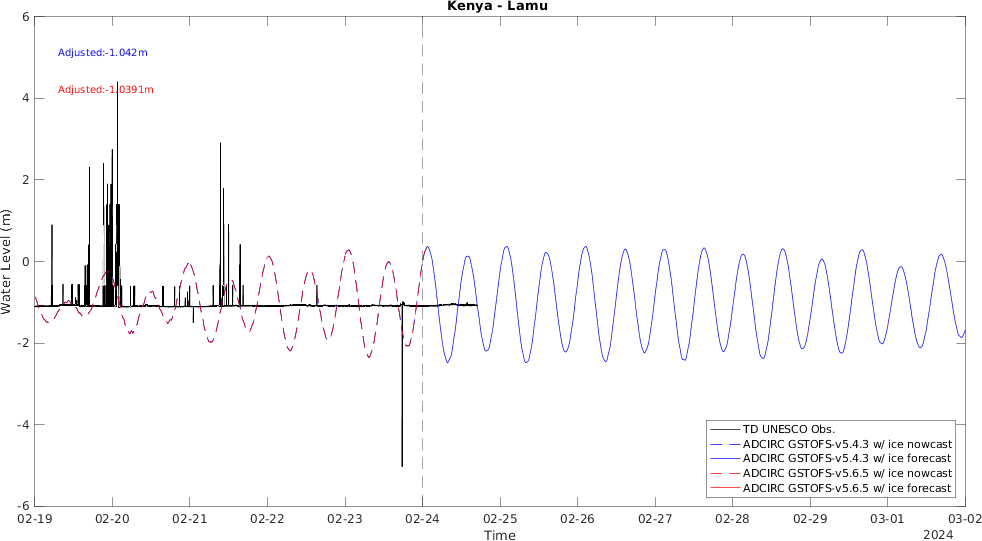 Kenya - Lamu
Adjusted:-1.042m
Adjusted:-1.0391m
Water Level (m)
6
4
2
0
-2
-4
-6
02-19 02-20 02-21 02-22 02-23 02-24 02-25 02-26 02-27 02-28 02-29 03-01 03-02
Time
2024
TD UNESCO Obs.
ADCIRC GSTOFS-v5.4.3 w/ ice nowcast
ADCIRC GSTOFS-v5.4.3 w/ ice forecast
ADCIRC GSTOFS-v5.6.5 w/ ice nowcast
ADCIRC GSTOFS-v5.6.5 w/ ice forecast